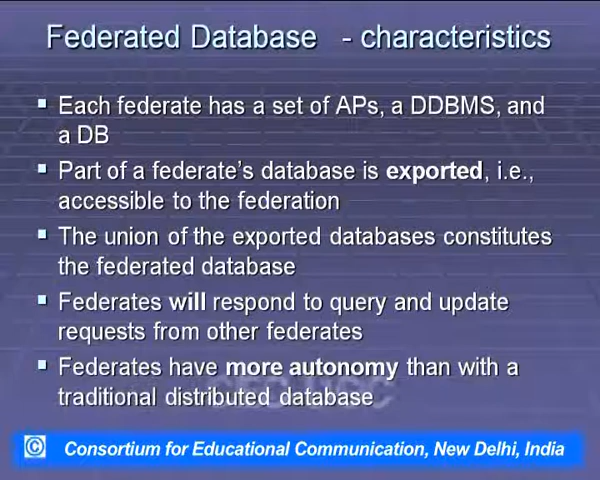 Federated Database - characteristics
Each federate has a set of APs, a DDBMS, and
a DB
Part of a federate's database is exported, i.e.,
accessible to the federation
The union of the exported databases constitutes
the federated database
Federates will respond to query and update
requests from other federates
Federates have more autonomy than with a
traditional distributed database
CEC UGC
© Consortium for Educational Communication, New Delhi, India